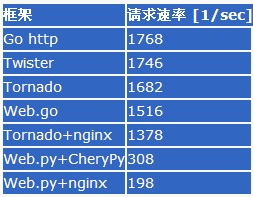 框架 请求速率 [1/sec]
Go http 1768
Twister 1746
Tornado 1682
Web.go 1516
Tornado+nginx 1378
Web.py+CheryPy 308
Web.py+nginx 198